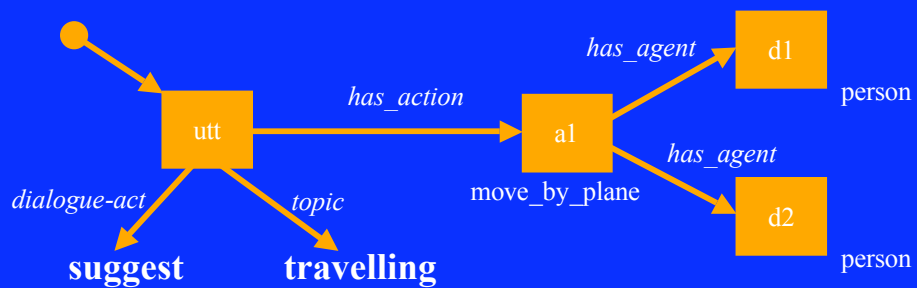 d1
has_agent
person
has_action
utt
a1
has_agent
dialogue-act
topic
move_by_plane
d2
suggest
travelling
person